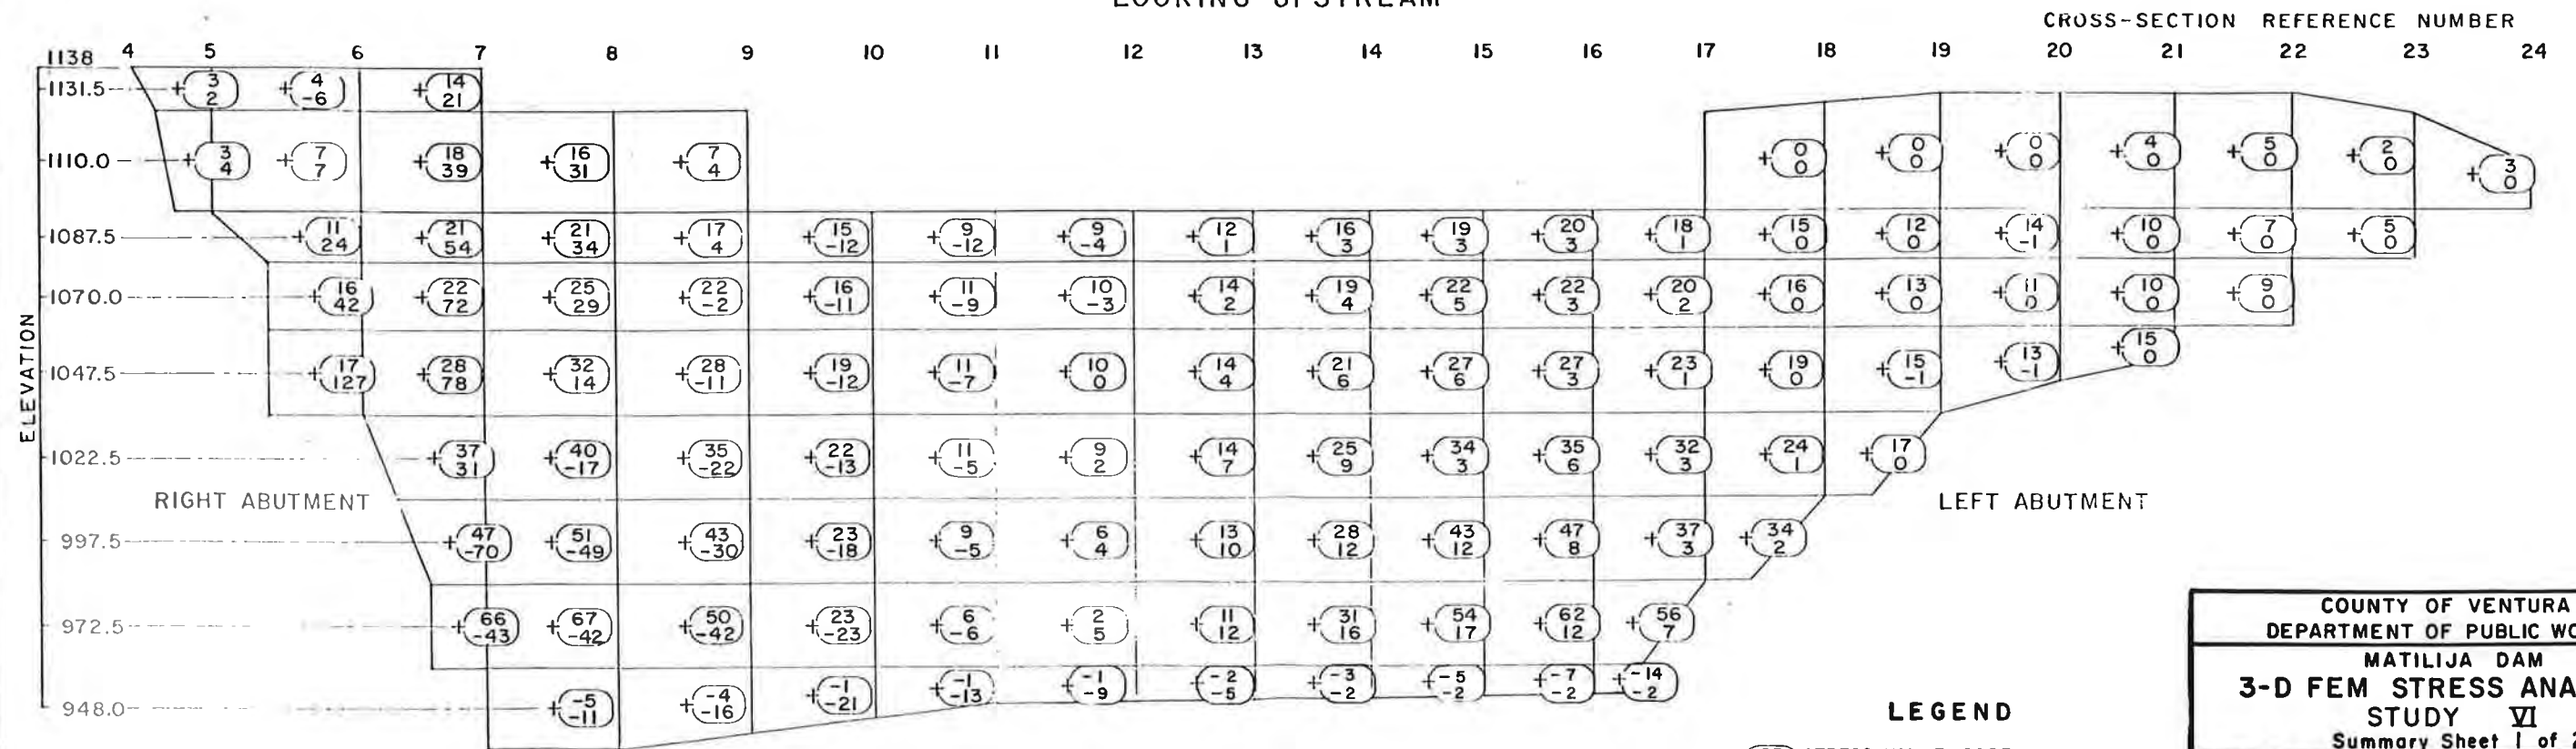 CROSS-SECTION REFERENCE NUMBER
4 5 6 7 8 9 10 11 12 13 14 15 16 17 18 19 20 21 22 23 24
1138
1131.5 3 4 14
2 -6 21
1110.0 3 7 18 16 7 0 0 0 4 5 2 3
4 7 39 31 4 0 0 0 0 0 0 0
1087.5 11 21 21 17 15 9 9 12 16 19 20 18 15 12 14 10 7 5
24 54 34 4 -12 -12 -4 1 3 3 3 1 0 0 -1 0 0 0
1070.0 16 22 25 22 16 11 10 14 19 22 22 20 16 13 11 10 9
42 72 29 -2 -11 -9 -3 2 4 5 3 2 0 0 0 0 0
1047.5 17 28 32 28 19 11 10 14 21 27 27 23 19 15 13 15
127 78 14 -11 -12 -7 0 4 6 6 3 1 0 -1 -1 0
1022.5 37 40 35 22 11 9 14 25 34 35 32 24 17
31 -17 -22 -13 -5 2 7 9 3 6 3 1 0
997.5 47 51 43 23 9 6 13 28 43 47 37 34
-70 -49 -30 -18 -5 4 10 12 12 8 3 2
972.5 66 67 50 23 6 2 11 31 54 62 56
-43 -42 -42 -23 -6 5 12 16 17 12 7
948.0 -5 -4 -1 -1 -1 -2 -3 -5 -7 -14
-11 -16 -21 -13 -9 -5 -2 -2 -2 -2
ELEVATION
RIGHT ABUTMENT
LEFT ABUTMENT
LEGEND
COUNTY OF VENTURA
DEPARTMENT OF PUBLIC
MATILIJA DAM
3-D FEM STRESS
STUDY VI
Summary Sheet 1 of